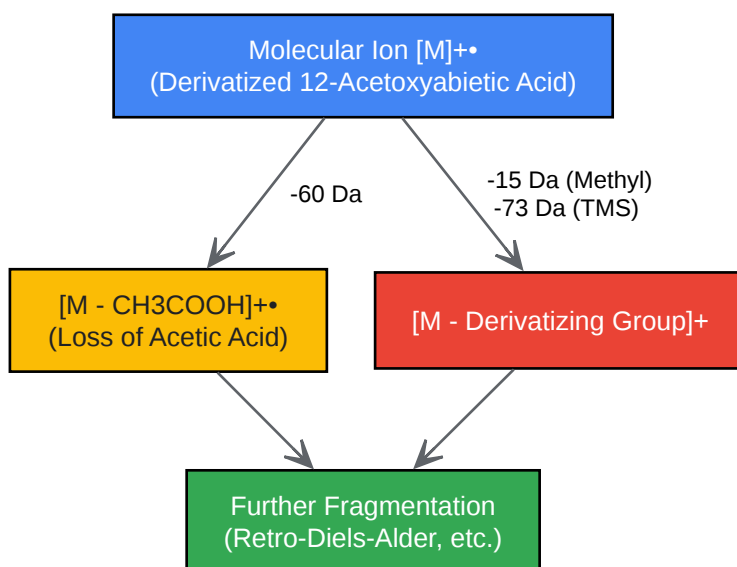 Molecular Ion [M]+•
(Derivatized 12-Acetoxyabietic Acid)
-60 Da
-15 Da (Methyl)
-73 Da (TMS)
[M - CH3COOH]+•
(Loss of Acetic Acid)
[M - Derivatizing Group]+
Further Fragmentation
(Retro-Diels-Alder, etc.)